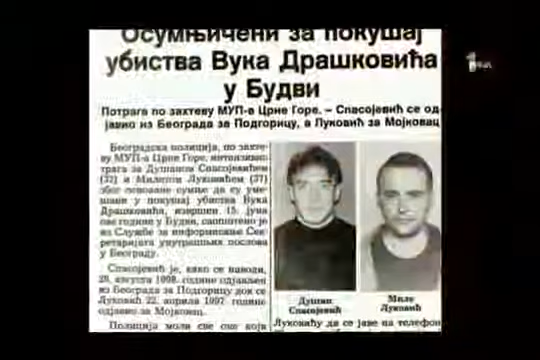 Осумњичени за покушај
убиства Вука Драшковића
у Будви
Потрага по захтеву МУП-а Црне Горе. – Спасојевић се од-
јавио из Београда за Подгорицу, а Луковић за Мојковац
Београдска полиција, по захте-
ву МУП-а Црне Горе, интензивно
трага за Душаном Спасојевићем
(32) и Милетом Луковићем (37)
због основане сумње да су уме-
шани у покушај убиства Вука
Драшковића, извршен 15. јуна
ове године у Будви, саопштено је
из Службе за информисање Сек-
ретаријата унутрашњих послова
у Београду.
Спасојевић је, како се наводи,
августа 1998. године одјављен
из Београда за Подгорицу док се
Луковић 22. априла 1997. године
одјавио за Мојковац.
Полиција моли све оне који
Душан
Спасојевић
Миле
Луковић
Луковићу да се јаве на телефон